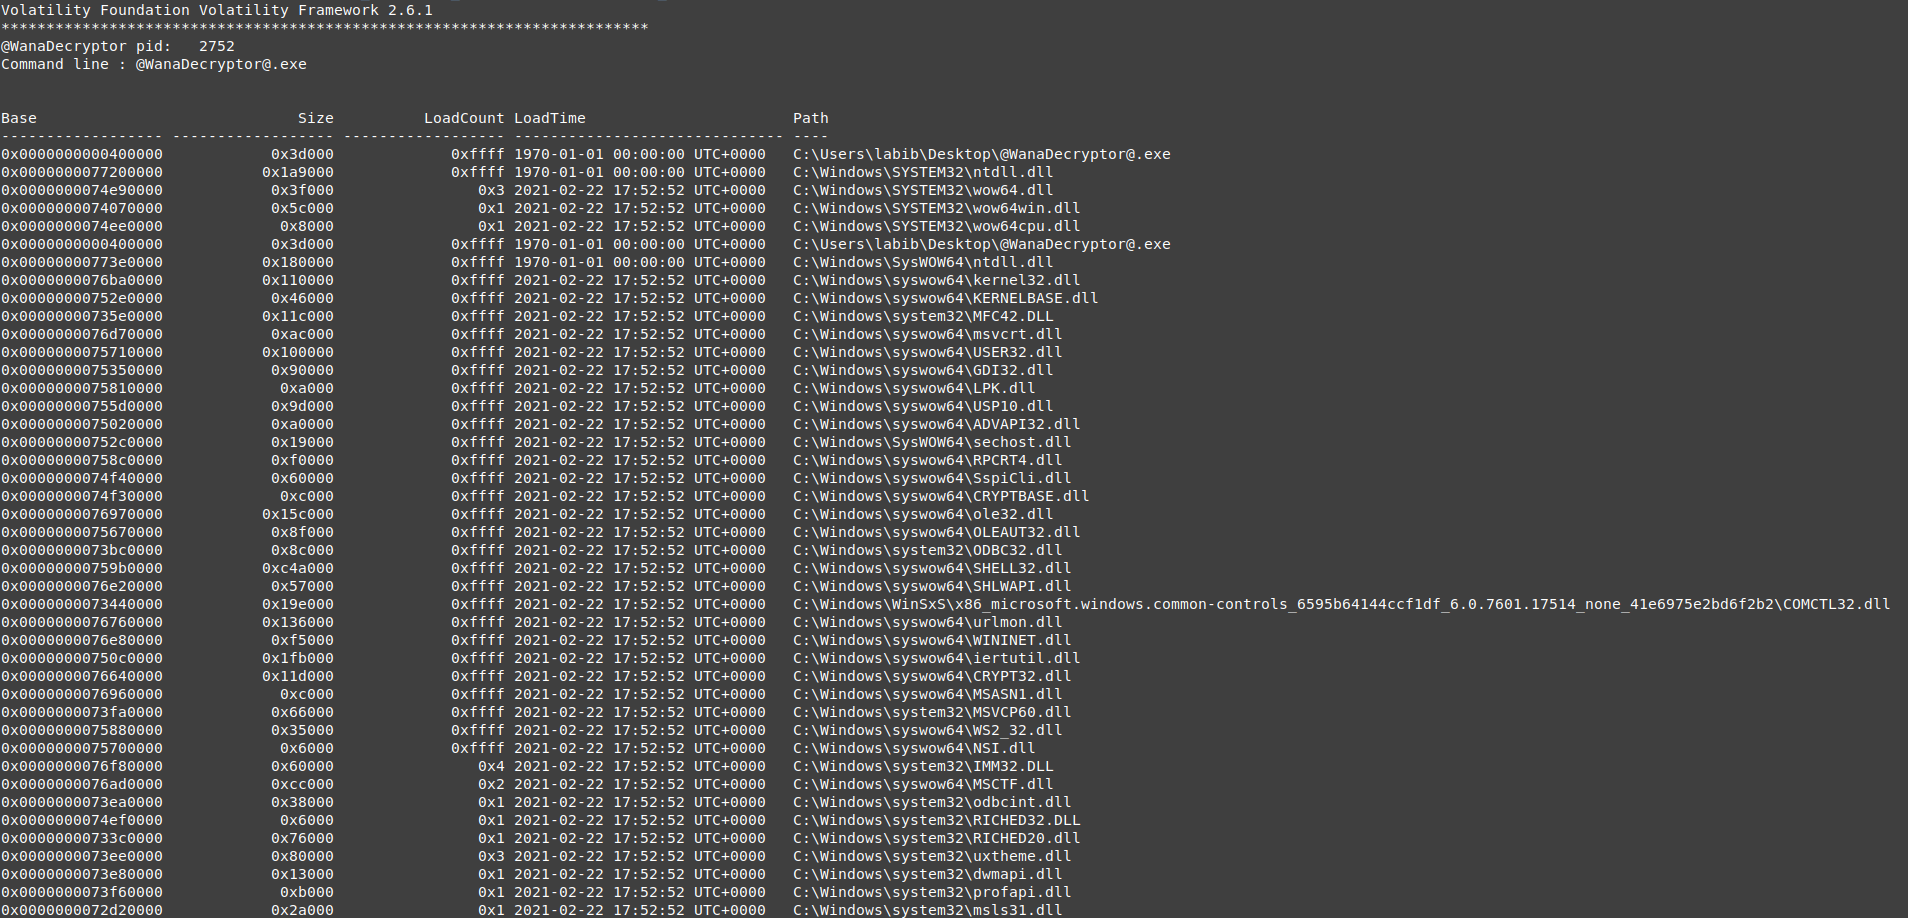 Volatility Foundation Volatility Framework 2.6.1
************************************************************************
@WanaDecryptor pid:   2752
Command line : @WanaDecryptor@.exe
Base                             Size          LoadCount LoadTime                       Path
------------------ ------------------ ------------------ ------------------------------ ----
0x0000000000400000            0x3d000             0xffff 1970-01-01 00:00:00 UTC+0000   C:\Users\labib\Desktop\@WanaDecryptor@.exe
0x0000000077200000           0x1a9000             0xffff 1970-01-01 00:00:00 UTC+0000   C:\Windows\SYSTEM32\ntdll.dll
0x0000000074e90000            0x3f000                0x3 2021-02-22 17:52:52 UTC+0000   C:\Windows\SYSTEM32\wow64.dll
0x0000000074070000            0x5c000                0x1 2021-02-22 17:52:52 UTC+0000   C:\Windows\SYSTEM32\wow64win.dll
0x0000000074ee0000             0x8000                0x1 2021-02-22 17:52:52 UTC+0000   C:\Windows\SYSTEM32\wow64cpu.dll
0x0000000000400000            0x3d000             0xffff 1970-01-01 00:00:00 UTC+0000   C:\Users\labib\Desktop\@WanaDecryptor@.exe
0x00000000773e0000           0x180000             0xffff 1970-01-01 00:00:00 UTC+0000   C:\Windows\SysWOW64\ntdll.dll
0x0000000076ba0000           0x110000             0xffff 2021-02-22 17:52:52 UTC+0000   C:\Windows\syswow64\kernel32.dll
0x00000000752e0000            0x46000             0xffff 2021-02-22 17:52:52 UTC+0000   C:\Windows\syswow64\KERNELBASE.dll
0x00000000735e0000           0x11c000             0xffff 2021-02-22 17:52:52 UTC+0000   C:\Windows\system32\MFC42.DLL
0x0000000076d70000            0xac000             0xffff 2021-02-22 17:52:52 UTC+0000   C:\Windows\syswow64\msvcrt.dll
0x0000000075710000           0x100000             0xffff 2021-02-22 17:52:52 UTC+0000   C:\Windows\syswow64\USER32.dll
0x0000000075350000            0x90000             0xffff 2021-02-22 17:52:52 UTC+0000   C:\Windows\syswow64\GDI32.dll
0x0000000075810000             0xa000             0xffff 2021-02-22 17:52:52 UTC+0000   C:\Windows\syswow64\LPK.dll
0x00000000755d0000            0x9d000             0xffff 2021-02-22 17:52:52 UTC+0000   C:\Windows\syswow64\USP10.dll
0x0000000075020000            0xa0000             0xffff 2021-02-22 17:52:52 UTC+0000   C:\Windows\syswow64\ADVAPI32.dll
0x00000000752c0000            0x19000             0xffff 2021-02-22 17:52:52 UTC+0000   C:\Windows\SysWOW64\sechost.dll
0x00000000758c0000            0xf0000             0xffff 2021-02-22 17:52:52 UTC+0000   C:\Windows\syswow64\RPCRT4.dll
0x0000000074f40000            0x60000             0xffff 2021-02-22 17:52:52 UTC+0000   C:\Windows\syswow64\SspiCli.dll
0x0000000074f30000             0xc000             0xffff 2021-02-22 17:52:52 UTC+0000   C:\Windows\syswow64\CRYPTBASE.dll
0x0000000076970000           0x15c000             0xffff 2021-02-22 17:52:52 UTC+0000   C:\Windows\syswow64\ole32.dll
0x0000000075670000            0x8f000             0xffff 2021-02-22 17:52:52 UTC+0000   C:\Windows\syswow64\OLEAUT32.dll
0x0000000073bc0000            0x8c000             0xffff 2021-02-22 17:52:52 UTC+0000   C:\Windows\system32\ODBC32.dll
0x00000000759b0000           0xc4a000             0xffff 2021-02-22 17:52:52 UTC+0000   C:\Windows\syswow64\SHELL32.dll
0x0000000076e20000            0x57000             0xffff 2021-02-22 17:52:52 UTC+0000   C:\Windows\syswow64\SHLWAPI.dll
0x0000000073440000           0x19e000             0xffff 2021-02-22 17:52:52 UTC+0000   C:\Windows\WinSxS\x86_microsoft.windows.common-controls_6595b64144ccf1df_6.0.7601.17514_none_41e6975e2bd6f2b2\COMCTL32.dll
0x0000000076760000           0x136000             0xffff 2021-02-22 17:52:52 UTC+0000   C:\Windows\syswow64\urlmon.dll
0x0000000076e80000            0xf5000             0xffff 2021-02-22 17:52:52 UTC+0000   C:\Windows\syswow64\WININET.dll
0x00000000750c0000           0x1fb000             0xffff 2021-02-22 17:52:52 UTC+0000   C:\Windows\syswow64\iertutil.dll
0x0000000076640000           0x11d000             0xffff 2021-02-22 17:52:52 UTC+0000   C:\Windows\syswow64\CRYPT32.dll
0x0000000076960000             0xc000             0xffff 2021-02-22 17:52:52 UTC+0000   C:\Windows\syswow64\MSASN1.dll
0x0000000073fa0000            0x66000             0xffff 2021-02-22 17:52:52 UTC+0000   C:\Windows\system32\MSVCP60.dll
0x0000000075880000            0x35000             0xffff 2021-02-22 17:52:52 UTC+0000   C:\Windows\syswow64\WS2_32.dll
0x0000000075700000             0x6000             0xffff 2021-02-22 17:52:52 UTC+0000   C:\Windows\syswow64\NSI.dll
0x0000000076f80000            0x60000                0x4 2021-02-22 17:52:52 UTC+0000   C:\Windows\system32\IMM32.DLL
0x0000000076ad0000            0xcc000                0x2 2021-02-22 17:52:52 UTC+0000   C:\Windows\syswow64\MSCTF.dll
0x0000000073ea0000            0x38000                0x1 2021-02-22 17:52:52 UTC+0000   C:\Windows\system32\odbcint.dll
0x0000000074ef0000             0x6000                0x1 2021-02-22 17:52:52 UTC+0000   C:\Windows\system32\RICHED32.DLL
0x00000000733c0000            0x76000                0x1 2021-02-22 17:52:52 UTC+0000   C:\Windows\system32\RICHED20.dll
0x0000000073ee0000            0x80000                0x3 2021-02-22 17:52:52 UTC+0000   C:\Windows\system32\uxtheme.dll
0x0000000073e80000            0x13000                0x1 2021-02-22 17:52:52 UTC+0000   C:\Windows\system32\dwmapi.dll
0x0000000073f60000             0xb000                0x1 2021-02-22 17:52:52 UTC+0000   C:\Windows\system32\profapi.dll
0x0000000072d20000            0x2a000                0x1 2021-02-22 17:52:52 UTC+0000   C:\Windows\system32\msls31.dll